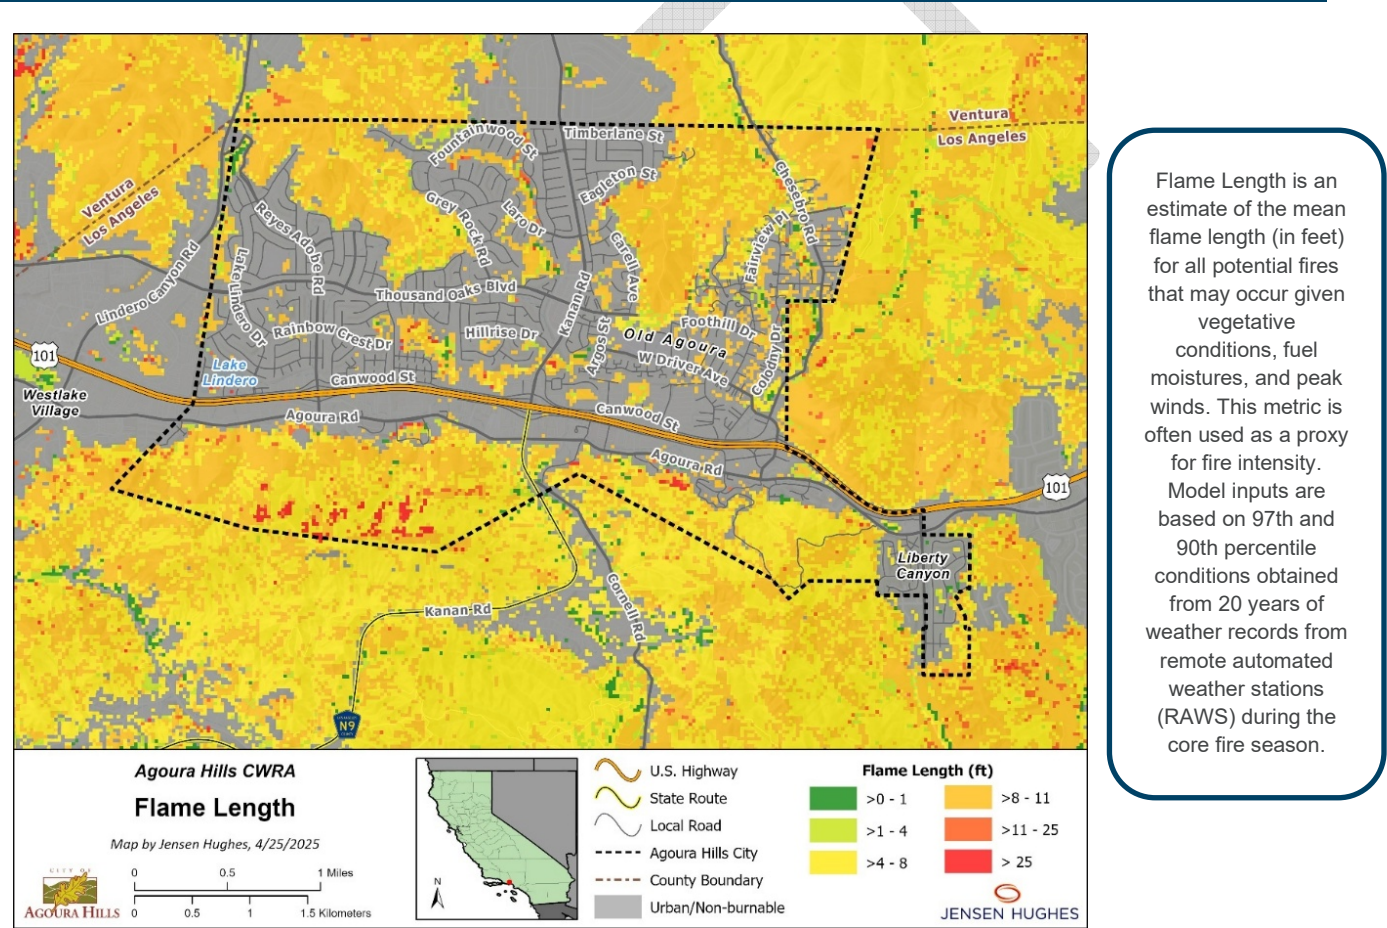 Ventura
Los Angeles
Ventura
Los Angeles
Timberlane St
Fountainwood St
Eagleton St
Chesebro Rd
Grey Rock Rd
Laro Dr
Fairview Pl
Reyes Adobe Rd
Carell Ave
Lindero Canyon Rd
Lake Lindero Dr
Thousand Oaks Blvd
Kanan Rd
Rainbow Crest Dr
Hillrise Dr
Argos St
Foothill Dr
Old Agoura
W Driver Ave
Colodny Dr
101
Lake
Lindero
Canwood St
Westlake
Village
Agoura Rd
Canwood St
Agoura Rd
101
Liberty
Canyon
Cornell Rd
Kanan Rd
N9
Agoura Hills CWRA
Flame Length
Map by Jensen Hughes, 4/25/2025
0 0.5 1 Miles
0 0.5 1 1.5 Kilometers
CITY OF
AGOURA HILLS
N
U.S. Highway
State Route
Local Road
Agoura Hills City
County Boundary
Urban/Non-burnable
Flame Length (ft)
>0 - 1
>1 - 4
>4 - 8
>8 - 11
>11 - 25
> 25
JENSEN HUGHES
Flame Length is an
estimate of the mean
flame length (in feet)
for all potential fires
that may occur given
vegetative
conditions, fuel
moistures, and peak
winds. This metric is
often used as a proxy
for fire intensity.
Model inputs are
based on 97th and
90th percentile
conditions obtained
from 20 years of
weather records from
remote automated
weather stations
(RAWS) during the
core fire season.